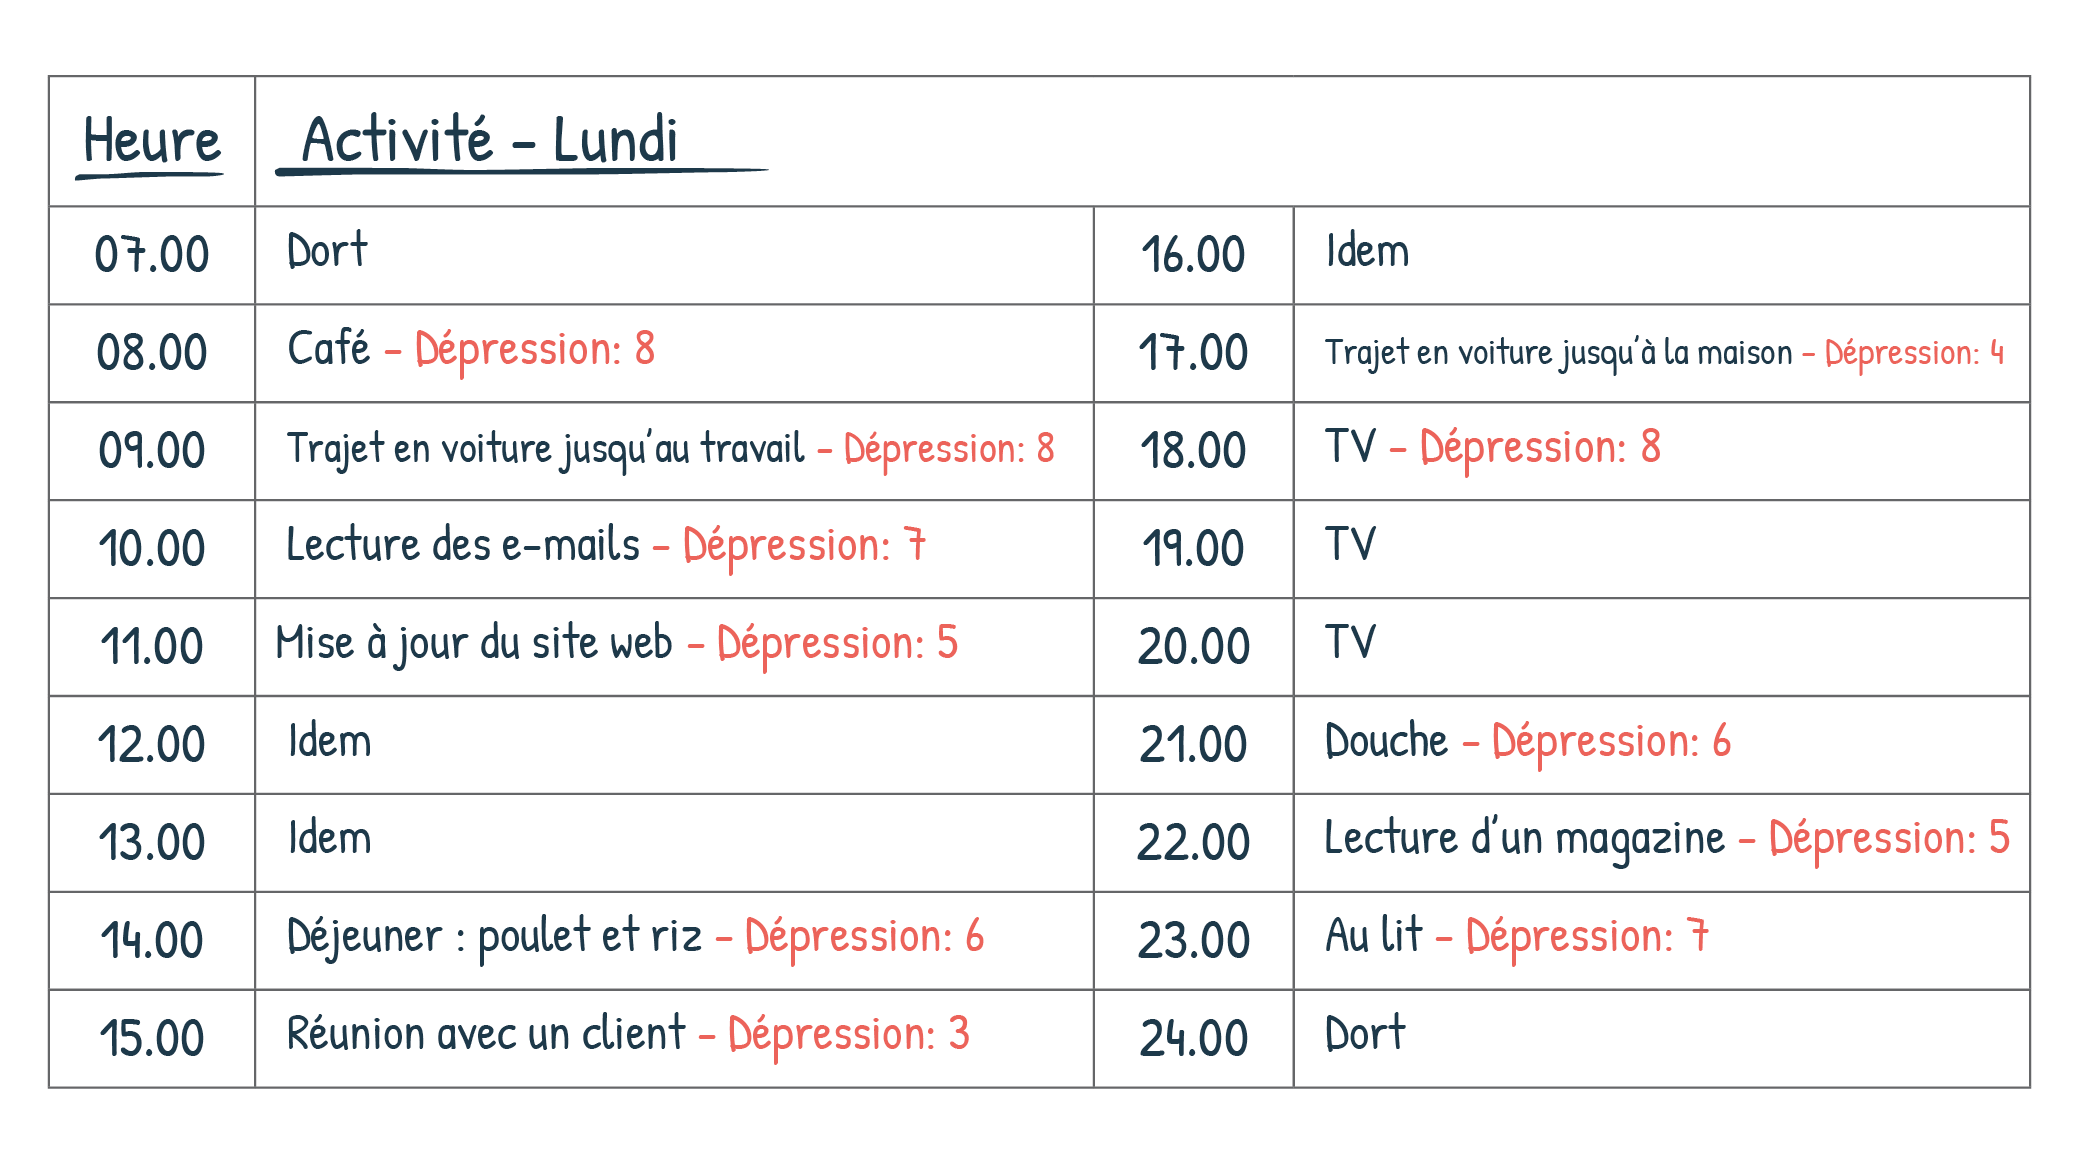 Heure Activité - Lundi
07.00 Dort
08.00 Café - Dépression: 8
09.00 Trajet en voiture jusqu'au travail - Dépression: 8
10.00 Lecture des e-mails - Dépression: 7
11.00 Mise à jour du site web - Dépression: 5
12.00 Idem
13.00 Idem
14.00 Déjeuner : poulet et riz - Dépression: 6
15.00 Réunion avec un client - Dépression: 3
16.00 Idem
17.00 Trajet en voiture jusqu'à la maison - Dépression: 4
18.00 TV - Dépression: 8
19.00 TV
20.00 TV
21.00 Douche - Dépression: 6
22.00 Lecture d'un magazine - Dépression: 5
23.00 Au lit - Dépression: 7
24.00 Dort